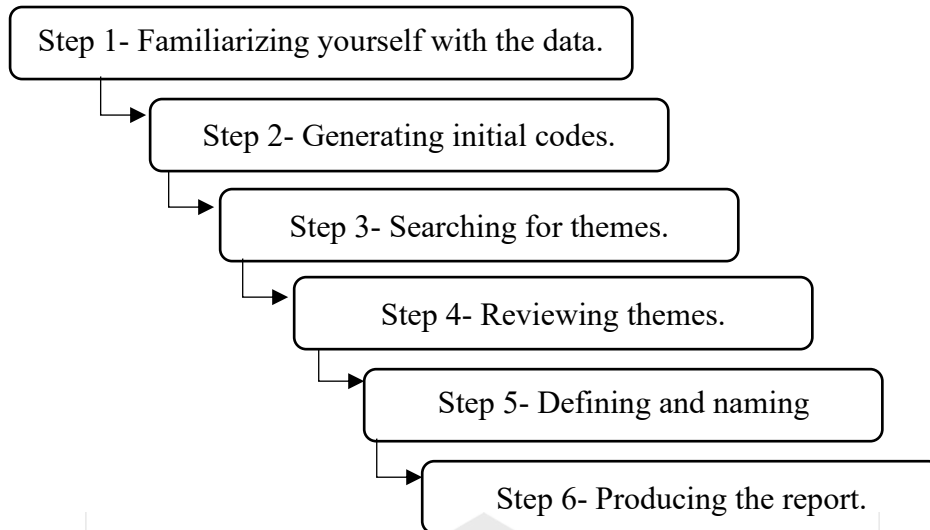 Step 1- Familiarizing yourself with the data.
Step 2- Generating initial codes.
Step 3- Searching for themes.
Step 4- Reviewing themes.
Step 5- Defining and naming
Step 6- Producing the report.